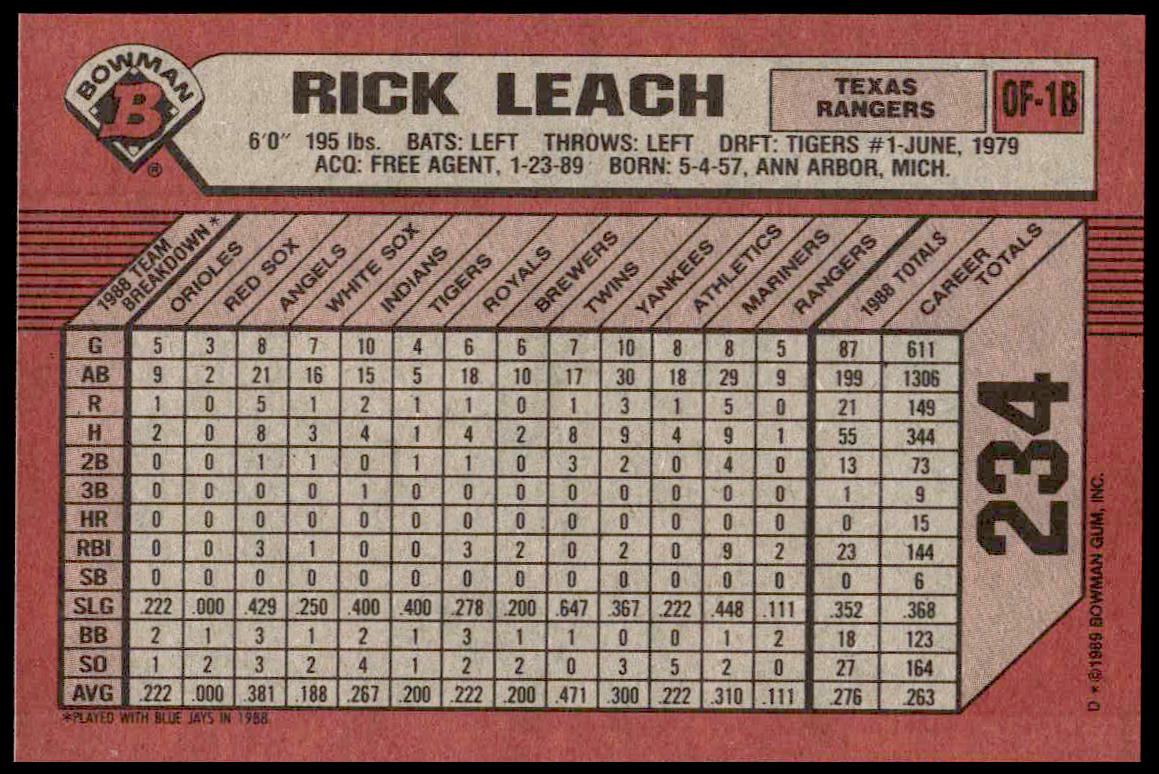 BOWMAN
B
®
RICK LEACH
TEXAS
RANGERS
OF-1B
6'0" 195 lbs. BATS: LEFT THROWS: LEFT DRFT: TIGERS #1-JUNE, 1979
ACQ: FREE AGENT, 1-23-89 BORN: 5-4-57, ANN ARBOR, MICH.
1988 TEAM BREAKDOWN* ORIOLES RED SOX ANGELS WHITE SOX INDIANS TIGERS ROYALS BREWERS TWINS YANKEES ATHLETICS MARINERS RANGERS 1988 TOTALS CAREER TOTALS
G 5 3 8 7 10 4 6 6 7 10 8 8 5 87 611
AB 9 2 21 16 15 5 18 10 17 30 18 29 9 199 1306
R 1 0 5 1 2 1 1 0 1 3 1 5 0 21 149
H 2 0 8 3 4 1 4 2 8 9 4 9 1 55 344
2B 0 0 1 1 0 1 1 0 3 2 0 4 0 13 73
3B 0 0 0 0 1 0 0 0 0 0 0 0 0 1 9
HR 0 0 0 0 0 0 0 0 0 0 0 0 0 0 15
RBI 0 0 3 1 0 0 3 2 0 2 0 9 2 23 144
SB 0 0 0 0 0 0 0 0 0 0 0 0 0 0 6
SLG .222 .000 .429 .250 .400 .400 .278 .200 .647 .367 .222 .448 .111 .352 .368
BB 2 1 3 1 2 1 3 1 1 0 0 1 2 18 123
SO 1 2 3 2 4 1 2 2 0 3 5 2 0 27 164
AVG .222 .000 .381 .188 .267 .200 .222 .200 .471 .300 .222 .310 .111 .276 .263
*PLAYED WITH BLUE JAYS IN 1988.
234
D * ©1989 BOWMAN GUM, INC.